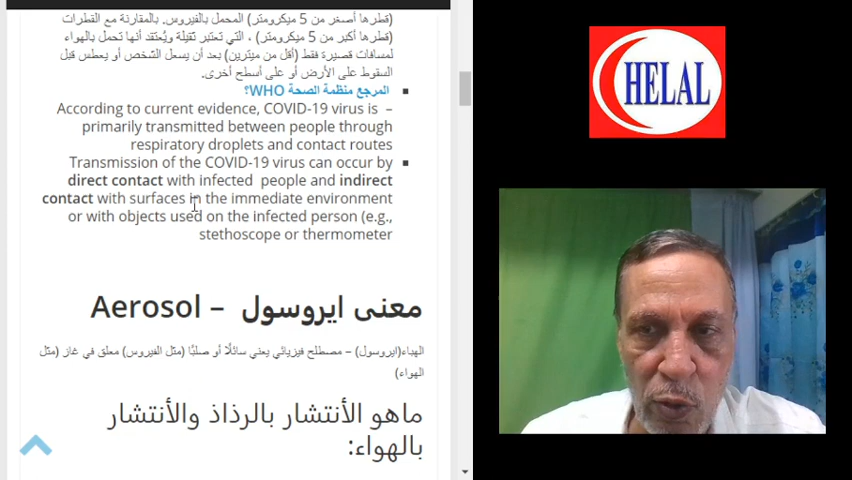 (قطرها أصغر من 5 ميكرومتر) المحمل بالفيروس. بالمقارنة مع القطرات
(قطرها أكبر من 5 ميكرومتر) ، التي تعتبر ثقيلة ويُعتقد أنها تحمل بالهواء
لمسافات قصيرة فقط (أقل من ميترين) بعد أن يسعل الشخص أو يعطس قبل
السقوط على الأرض أو على أسطح أخرى.
المرجع منظمة الصحة WHO؟
According to current evidence, COVID-19 virus is –
primarily transmitted between people through
respiratory droplets and contact routes
Transmission of the COVID-19 virus can occur by
direct contact with infected people and indirect
contact with surfaces in the immediate environment
or with objects used on the infected person (e.g.,
stethoscope or thermometer
معنى ايروسول – Aerosol
الهباء(ايروسول) – مصطلح فيزيائي يعني سائلًا أو صلبًا (مثل الفيروس) معلق في غاز (مثل
الهواء)
ماهو الأنتشار بالرذاذ والأنتشار
بالهواء:
HELAL